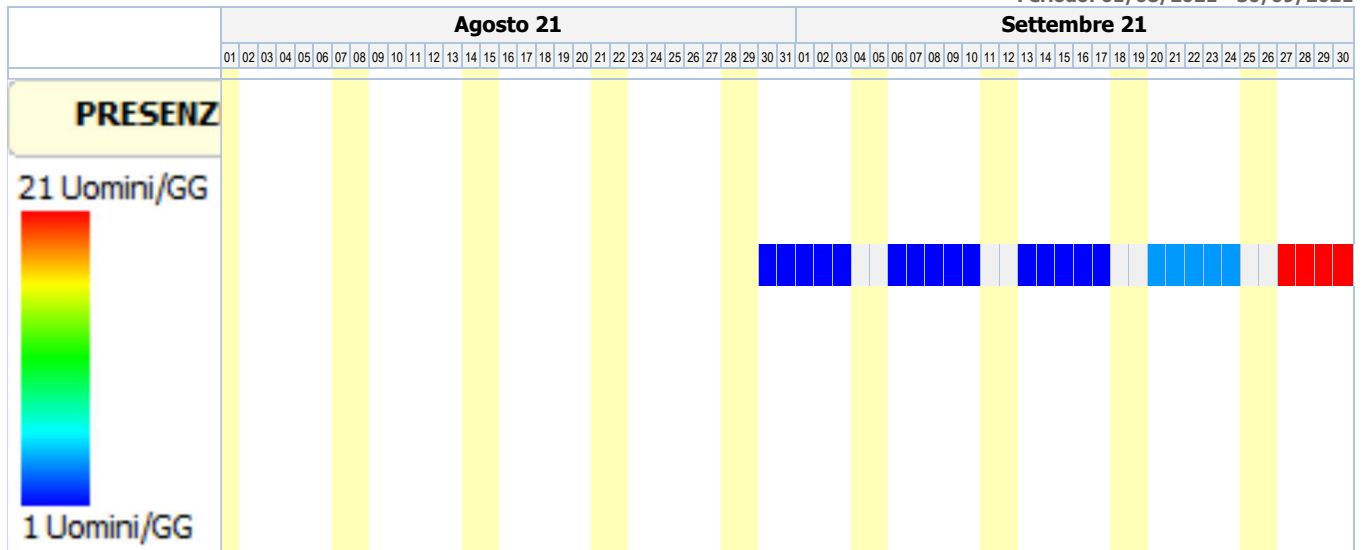 Agosto 21 Settembre 21
01 02 03 04 05 06 07 08 09 10 11 12 13 14 15 16 17 18 19 20 21 22 23 24 25 26 27 28 29 30 31 01 02 03 04 05 06 07 08 09 10 11 12 13 14 15 16 17 18 19 20 21 22 23 24 25 26 27 28 29 30
PRESENZ
21 Uomini/GG
1 Uomini/GG